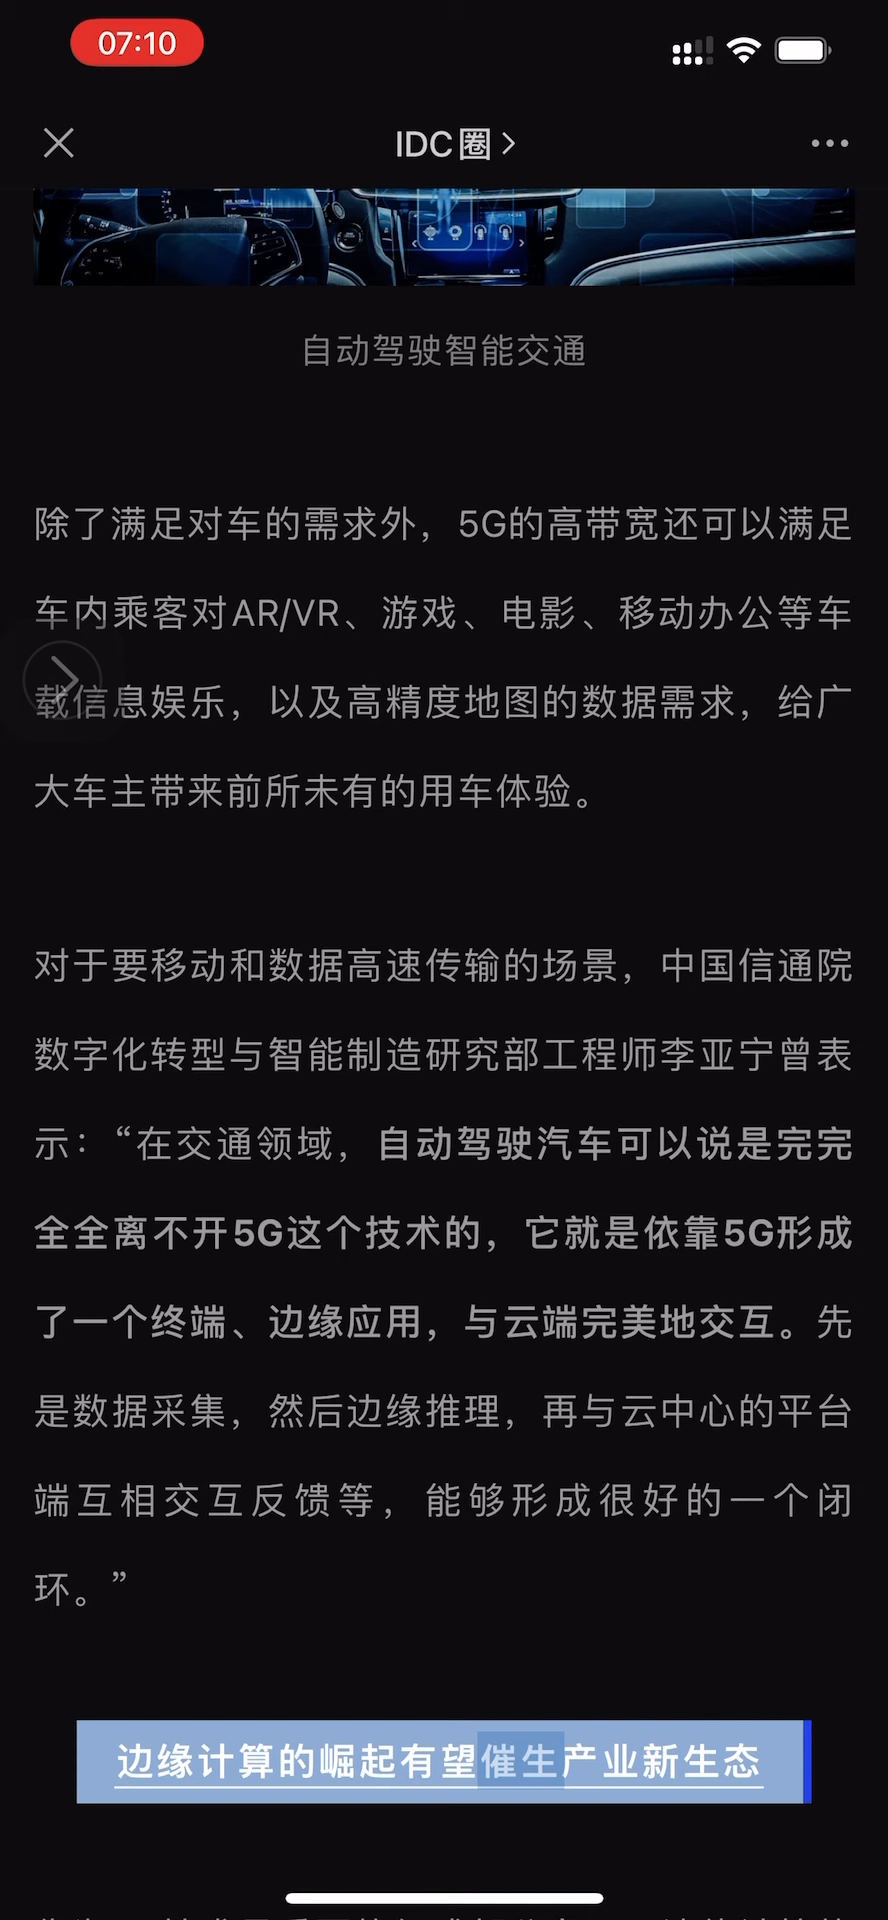 07:10
IDC圈
自动驾驶智能交通
除了满足对车的需求外，5G的高带宽还可以满足
车内乘客对AR/VR、游戏、电影、移动办公等车
载信息娱乐，以及高精度地图的数据需求，给广
大车主带来前所未有的用车体验。
对于要移动和数据高速传输的场景，中国信通院
数字化转型与智能制造研究部工程师李亚宁曾表
示：“在交通领域，自动驾驶汽车可以说是完完
全全离不开5G这个技术的，它就是依靠5G形成
了一个终端、边缘应用，与云端完美地交互。先
是数据采集，然后边缘推理，再与云中心的平台
端互相交互反馈等，能够形成很好的一个闭
环。”
边缘计算的崛起有望催生产业新生态